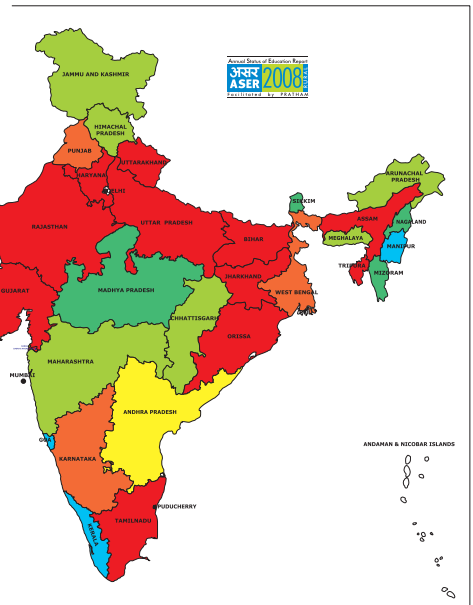 Annual Status of Education Report
असर
ASER
2008
RURAL
Facilitated by PRATHAM
JAMMU AND KASHMIR
HIMACHAL
PRADESH
PUNJAB
UTTARAKHAND
HARYANA
DELHI
ARUNACHAL
PRADESH
SIKKIM
RAJASTHAN
UTTAR PRADESH
ASSAM
NAGALAND
BIHAR
MEGHALAYA
MANIPUR
TRIPURA
MIZORAM
GUJARAT
MADHYA PRADESH
JHARKHAND
WEST BENGAL
CHHATTISGARH
ORISSA
MAHARASHTRA
MUMBAI
ANDHRA PRADESH
GOA
ANDAMAN & NICOBAR ISLANDS
KARNATAKA
PUDUCHERRY
TAMILNADU
KERALA